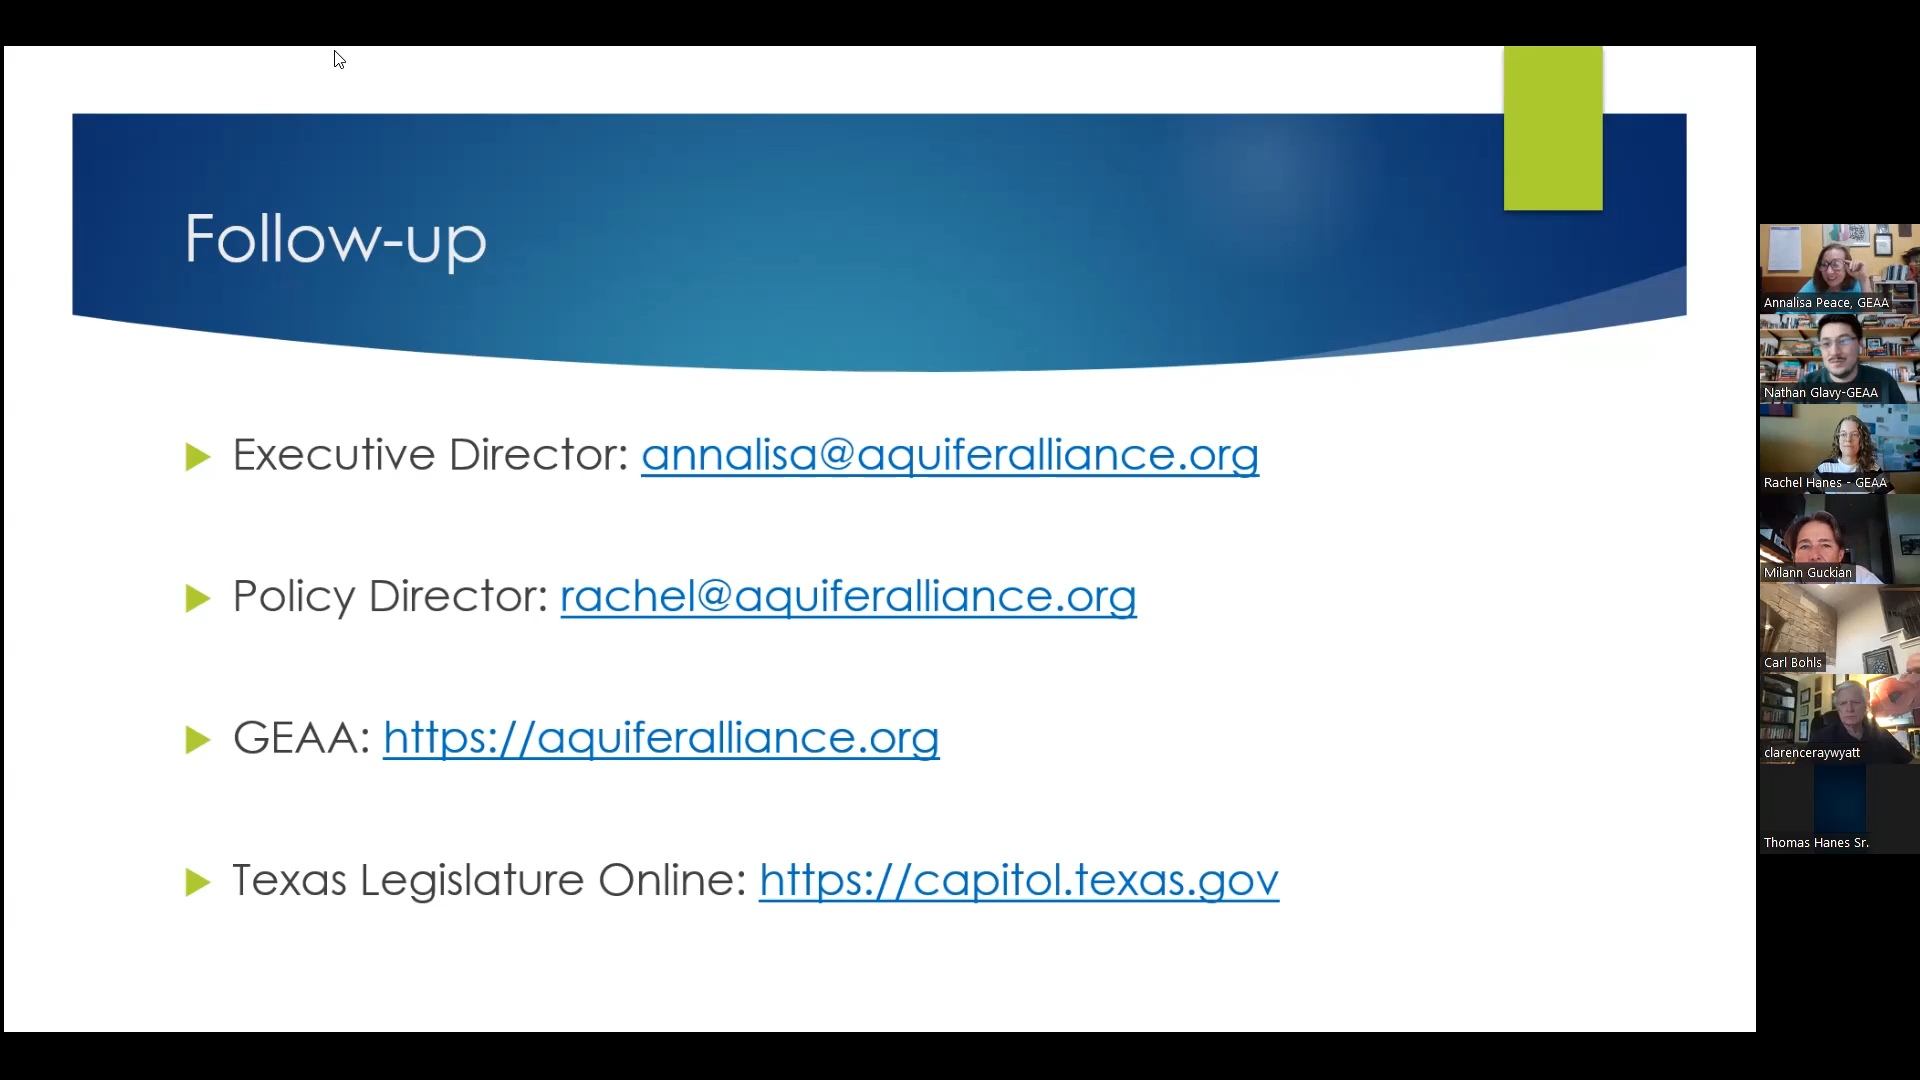 Follow-up
Executive Director: annalisa@aquiferalliance.org
Policy Director: rachel@aquiferalliance.org
GEAA: https://aquiferalliance.org
Texas Legislature Online: https://capitol.texas.gov
Annalisa Peace, GEAA
Nathan Glavy-GEAA
Rachel Hanes - GEAA
Milann Guckian
Carl Bohls
clarenceraywyatt
Thomas Hanes Sr.